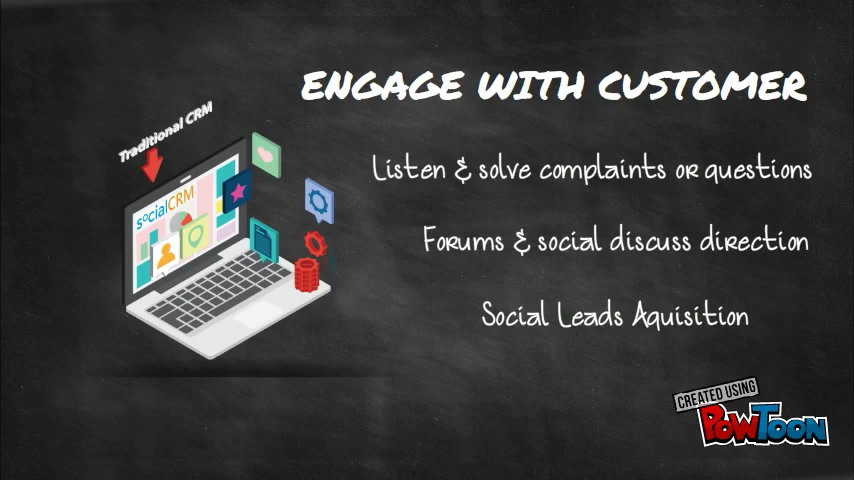 ENGAGE WITH CUSTOMER
Traditional CRM
Listen & solve complaints or questions
socialCRM
Forums & social discuss direction
Social Leads Aquisition
CREATED USING
POWTOON